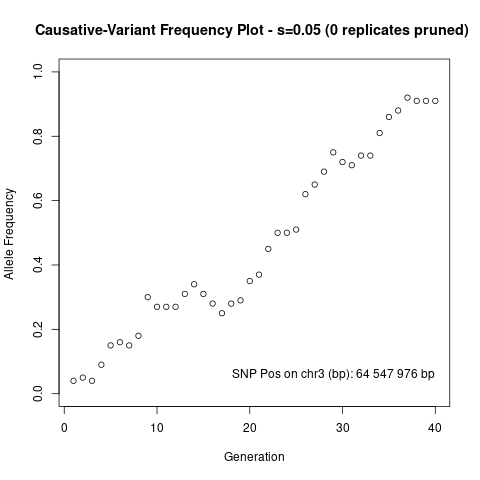 Causative-Variant Frequency Plot - s=0.05 (0 replicates pruned)
1.0
0.8
0.6
0.4
0.2
0.0
Allele Frequency
SNP Pos on chr3 (bp): 64 547 976 bp
0 10 20 30 40
Generation